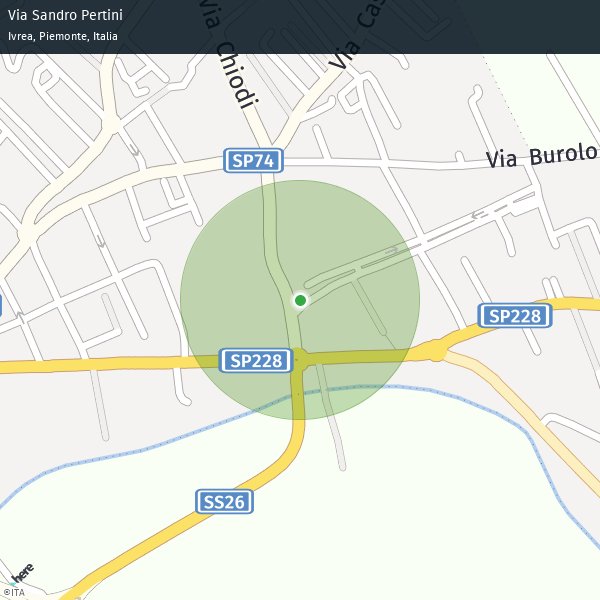 Via Sandro Pertini
Ivrea, Piemonte, Italia
Via Chiodi
Via Cas
SP74
Via Burolo
SP228
SP228
SS26
here
©ITA